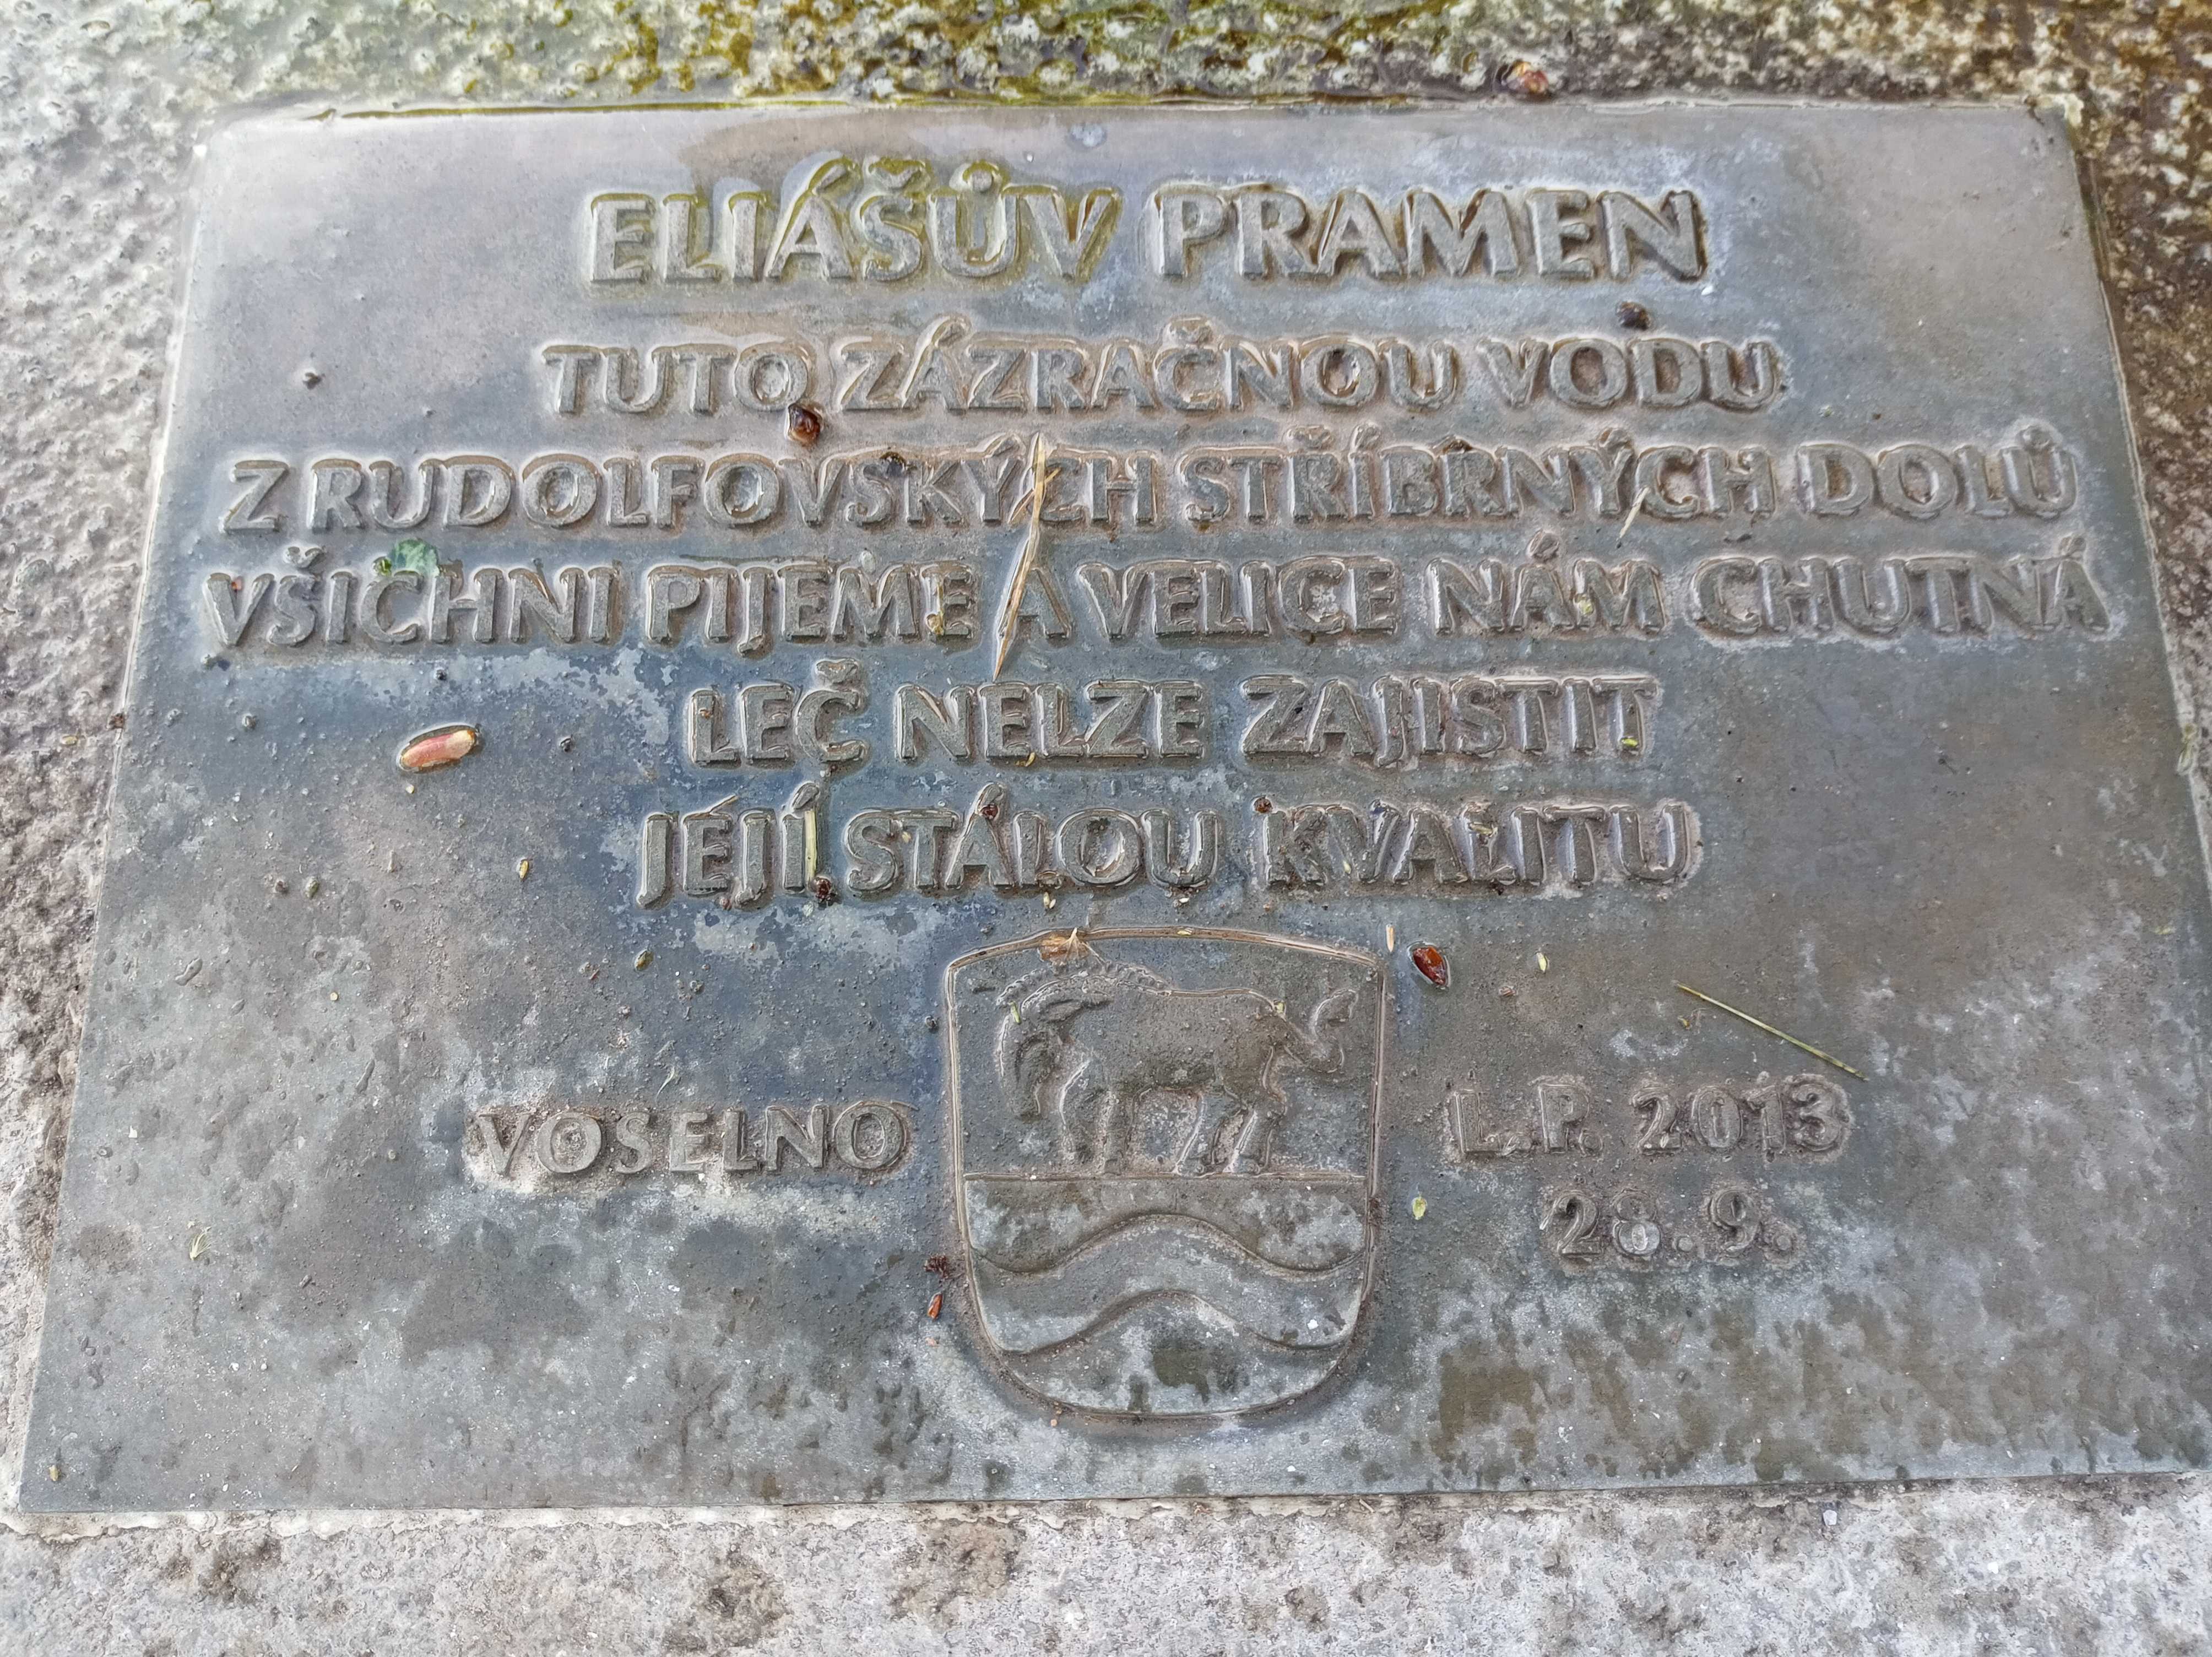 ELIÁŠŮV PRAMEN
TUTO ZÁZRAČNOU VODU
Z RUDOLFOVSKÝCH STŘÍBRNÝCH DOLŮ
VŠICHNI PIJEME A VELICE NÁM CHUTNÁ
LEČ NELZE ZAJISTIT
JEJÍ STÁLOU KVALITU
VOSELNO
L.P. 2013
28.9.